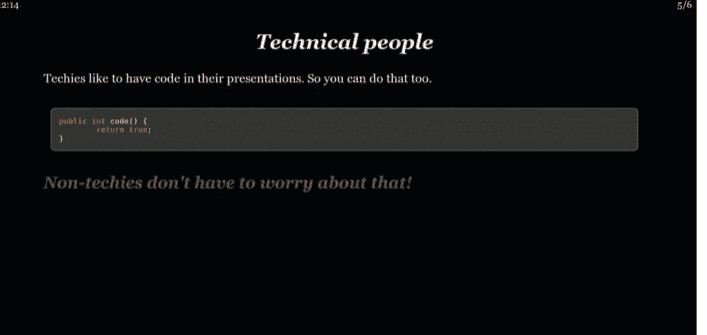 2:14
5/6
Technical people
Techies like to have code in their presentations. So you can do that too.
public int code() {
return true;
}
Non-techies don't have to worry about that!